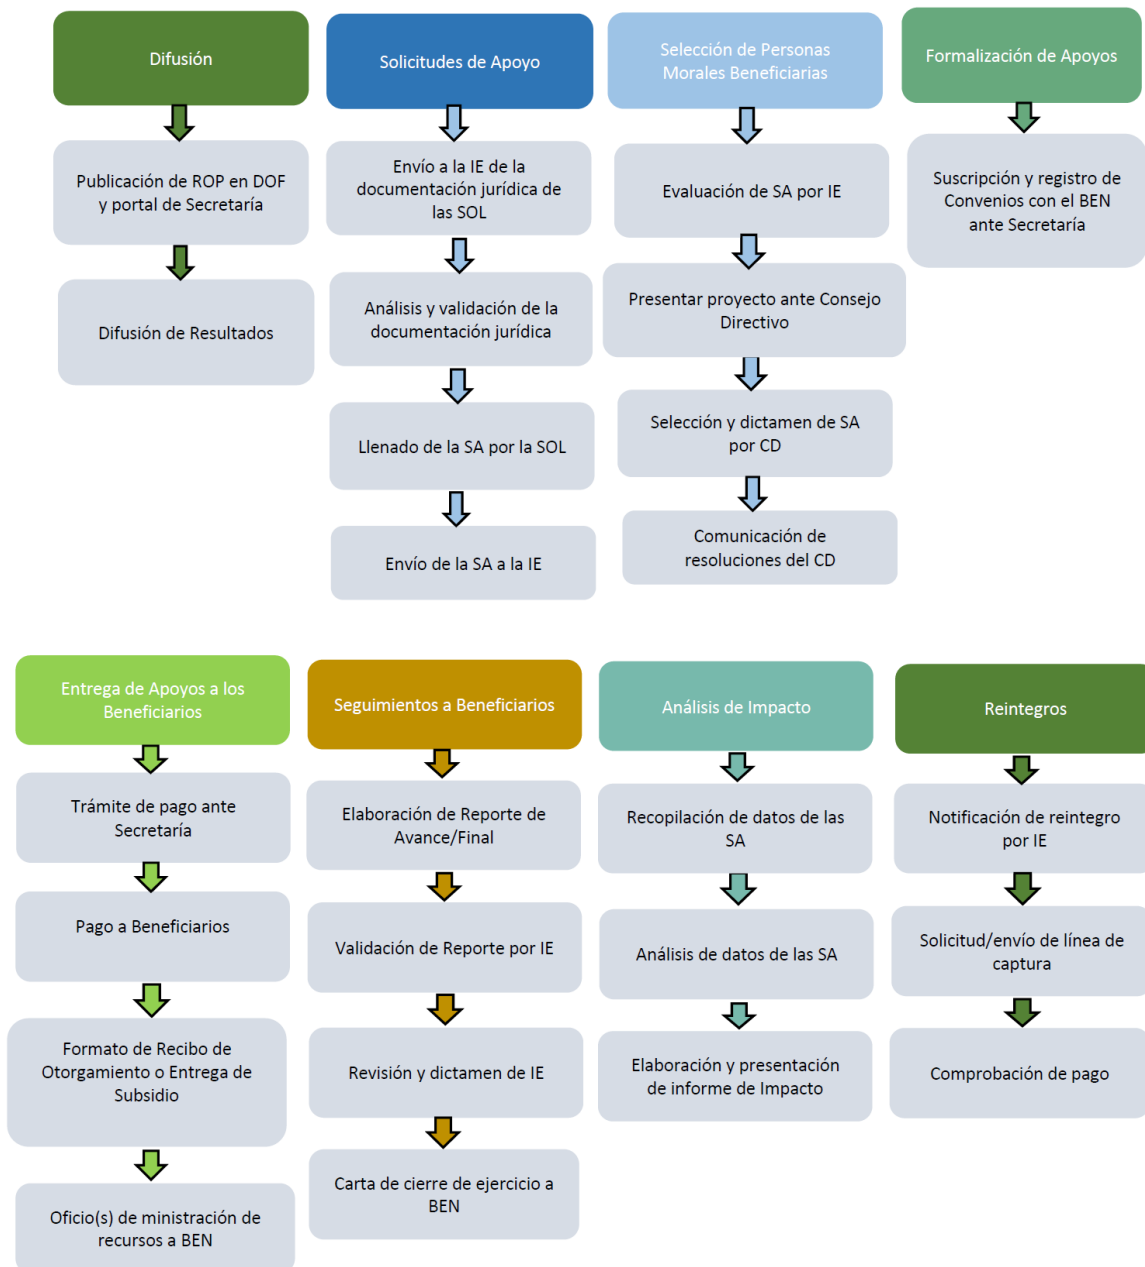 Difusión
Publicación de ROP en DOF
y portal de Secretaría
Difusión de Resultados
Solicitudes de Apoyo
Envío a la IE de la
documentación jurídica de
las SOL
Análisis y validación de la
documentación jurídica
Llenado de la SA por la SOL
Envío de la SA a la IE
Selección de Personas
Morales Beneficiarias
Evaluación de SA por IE
Presentar proyecto ante Consejo
Directivo
Selección y dictamen de SA
por CD
Comunicación de
resoluciones del CD
Formalización de Apoyos
Suscripción y registro de
Convenios con el BEN
ante Secretaría
Entrega de Apoyos a los
Beneficiarios
Trámite de pago ante
Secretaría
Pago a Beneficiarios
Formato de Recibo de
Otorgamiento o Entrega de
Subsidio
Oficio(s) de ministración de
recursos a BEN
Seguimientos a Beneficiarios
Elaboración de Reporte de
Avance/Final
Validación de Reporte por IE
Revisión y dictamen de IE
Carta de cierre de ejercicio a
BEN
Análisis de Impacto
Recopilación de datos de las
SA
Análisis de datos de las SA
Elaboración y presentación
de informe de Impacto
Reintegros
Notificación de reintegro
por IE
Solicitud/envío de línea de
captura
Comprobación de pago